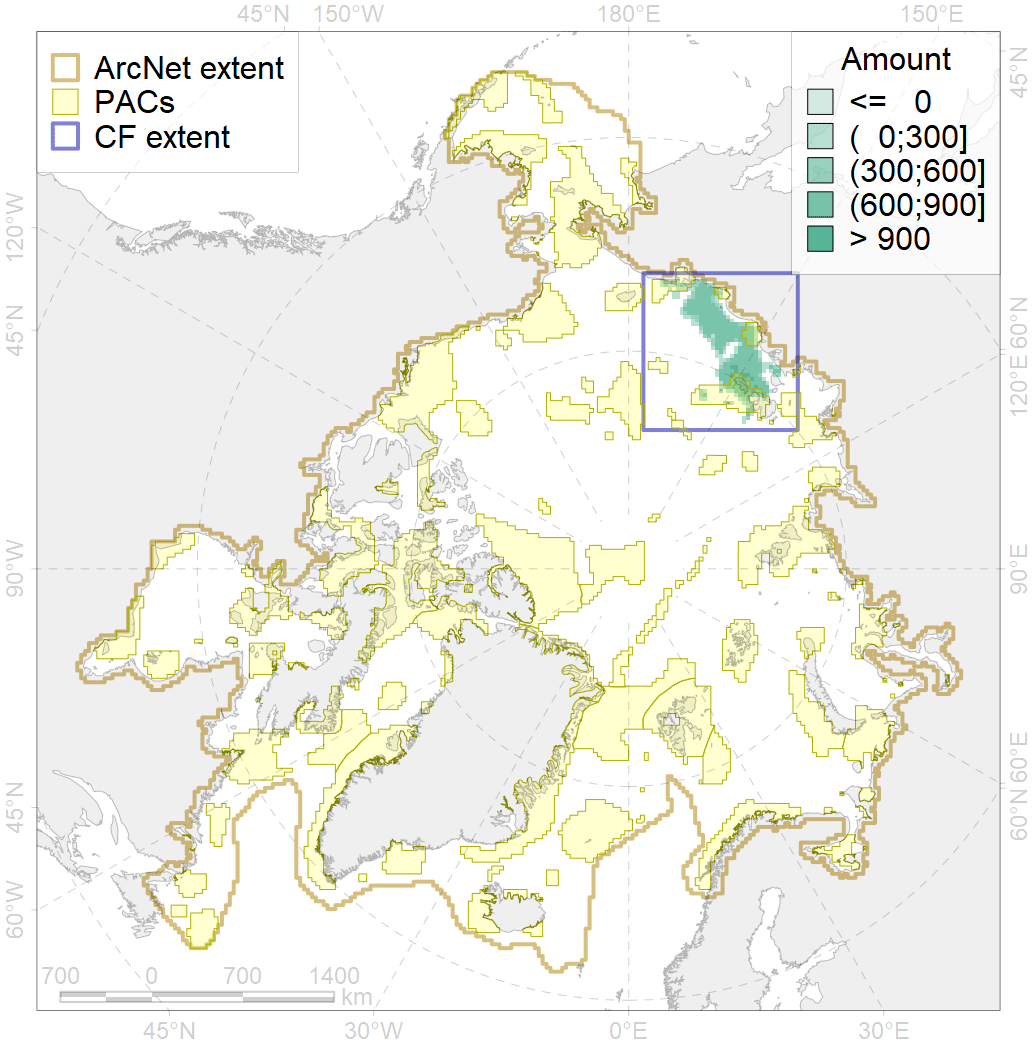 45°N 150°W 180°E 150°E
ArcNet extent
PACs
CF extent
Amount
<= 0
( 0;300]
(300;600]
(600;900]
> 900
45°N
120°W
45°N
90°W
45°N
60°W
60°N
120°E
90°E
60°E
60°N
700 0 700 1400
km
45°N 30°W 0°E 30°E